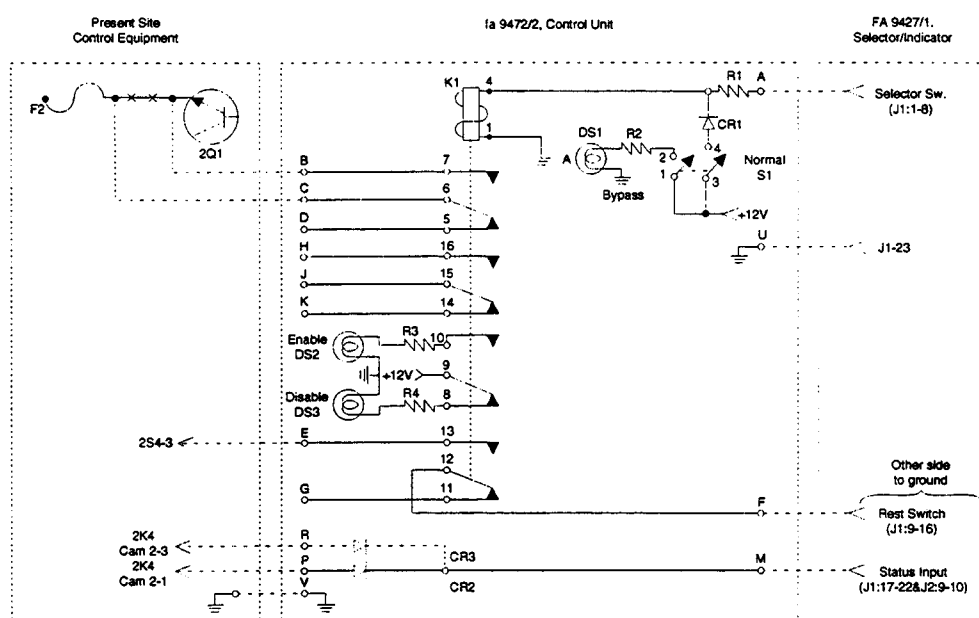 Present Site
Control Equipment
fa 9472/2, Control Unit
FA 9427/1.
Selector/Indicator
F2
2Q1
K1
4
1
R1
A
Selector Sw.
(J1:1-8)
CR1
DS1
R2
A
Bypass
2
1
4
3
Normal
S1
+12V
U
J1-23
B
7
C
6
D
5
H
16
J
15
K
14
Enable
DS2
R3
10
+12V
9
Disable
DS3
R4
8
2S4-3
E
13
12
G
11
F
Other side
to ground
Rest Switch
(J1:9-16)
2K4
Cam 2-3
R
CR3
2K4
Cam 2-1
P
CR2
M
Status Input
(J1:17-22&J2:9-10)
V